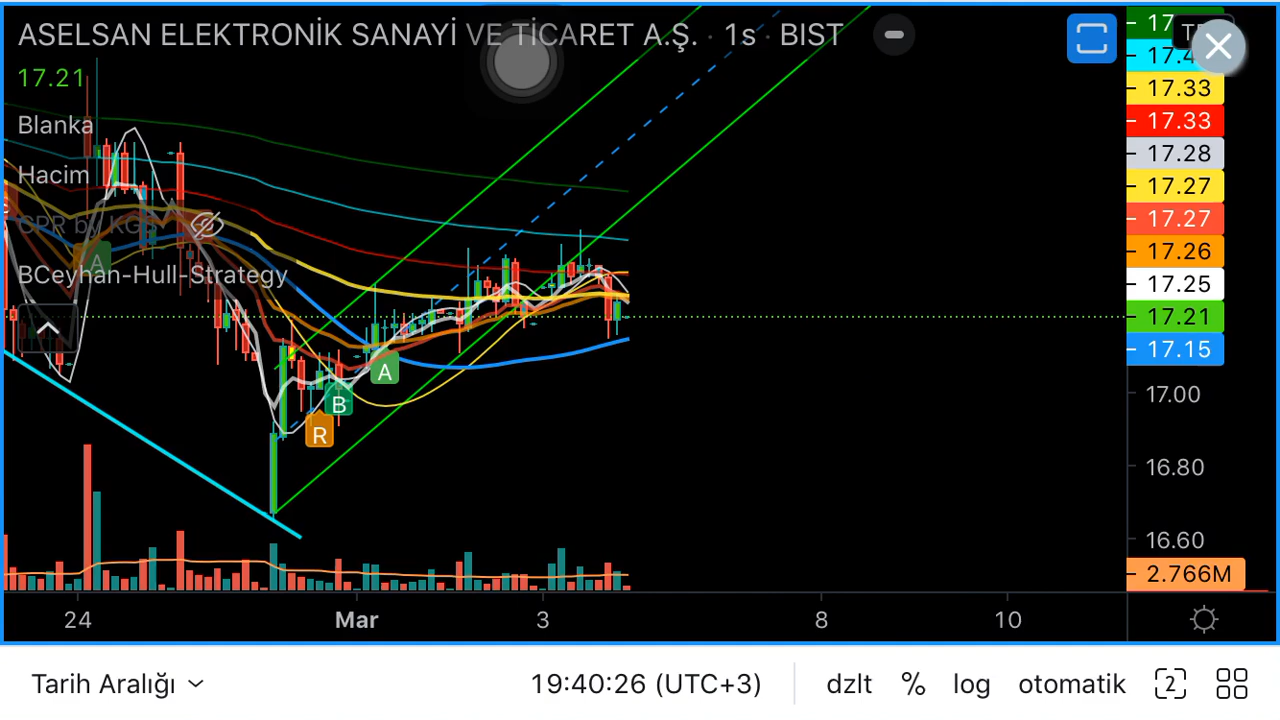 ASELSAN ELEKTRONİK SANAYİ VE TİCARET A.Ş. · 1s · BIST
17.21
Blanka
Hacim
BCeyhan-Hull-Strategy
A
R
B
A
17
17.33
17.33
17.28
17.27
17.27
17.26
17.25
17.21
17.15
17.00
16.80
16.60
2.766M
24
Mar
3
8
10
Tarih Aralığı
19:40:26 (UTC+3)
dzlt
%
log
otomatik
2